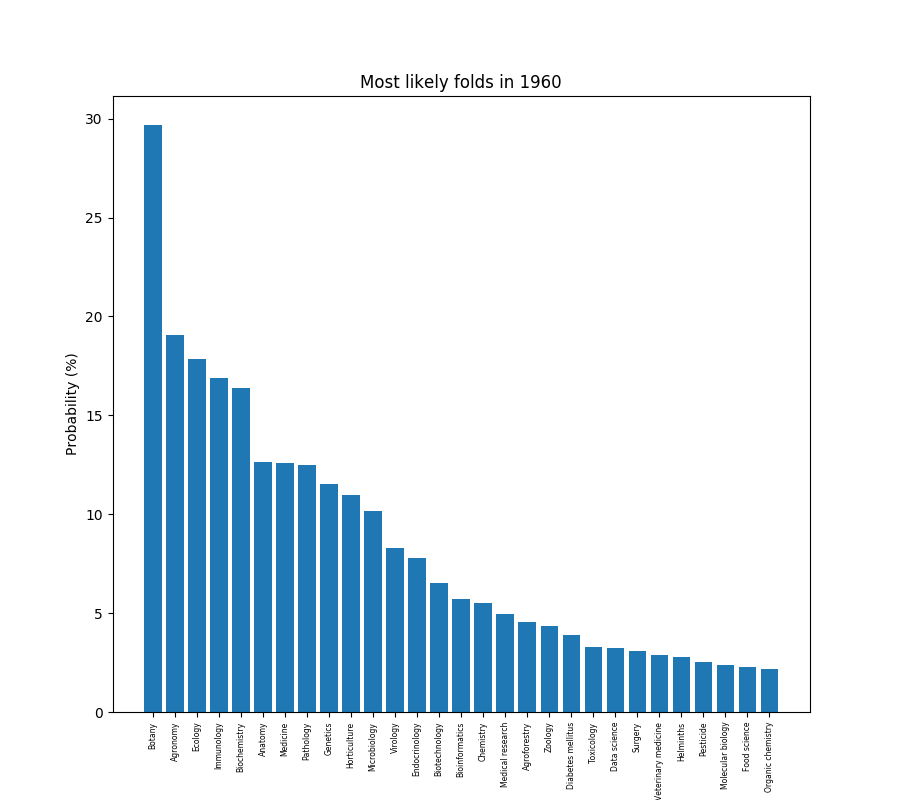 Most likely folds in 1960
Probability (%)
30
25
20
15
10
5
0
Botany
Agronomy
Ecology
Immunology
Biochemistry
Anatomy
Medicine
Pathology
Genetics
Horticulture
Microbiology
Virology
Endocrinology
Biotechnology
Bioinformatics
Chemistry
Medical research
Agroforestry
Zoology
Diabetes mellitus
Toxicology
Data science
Surgery
Veterinary medicine
Helminths
Pesticide
Molecular biology
Food science
Organic chemistry